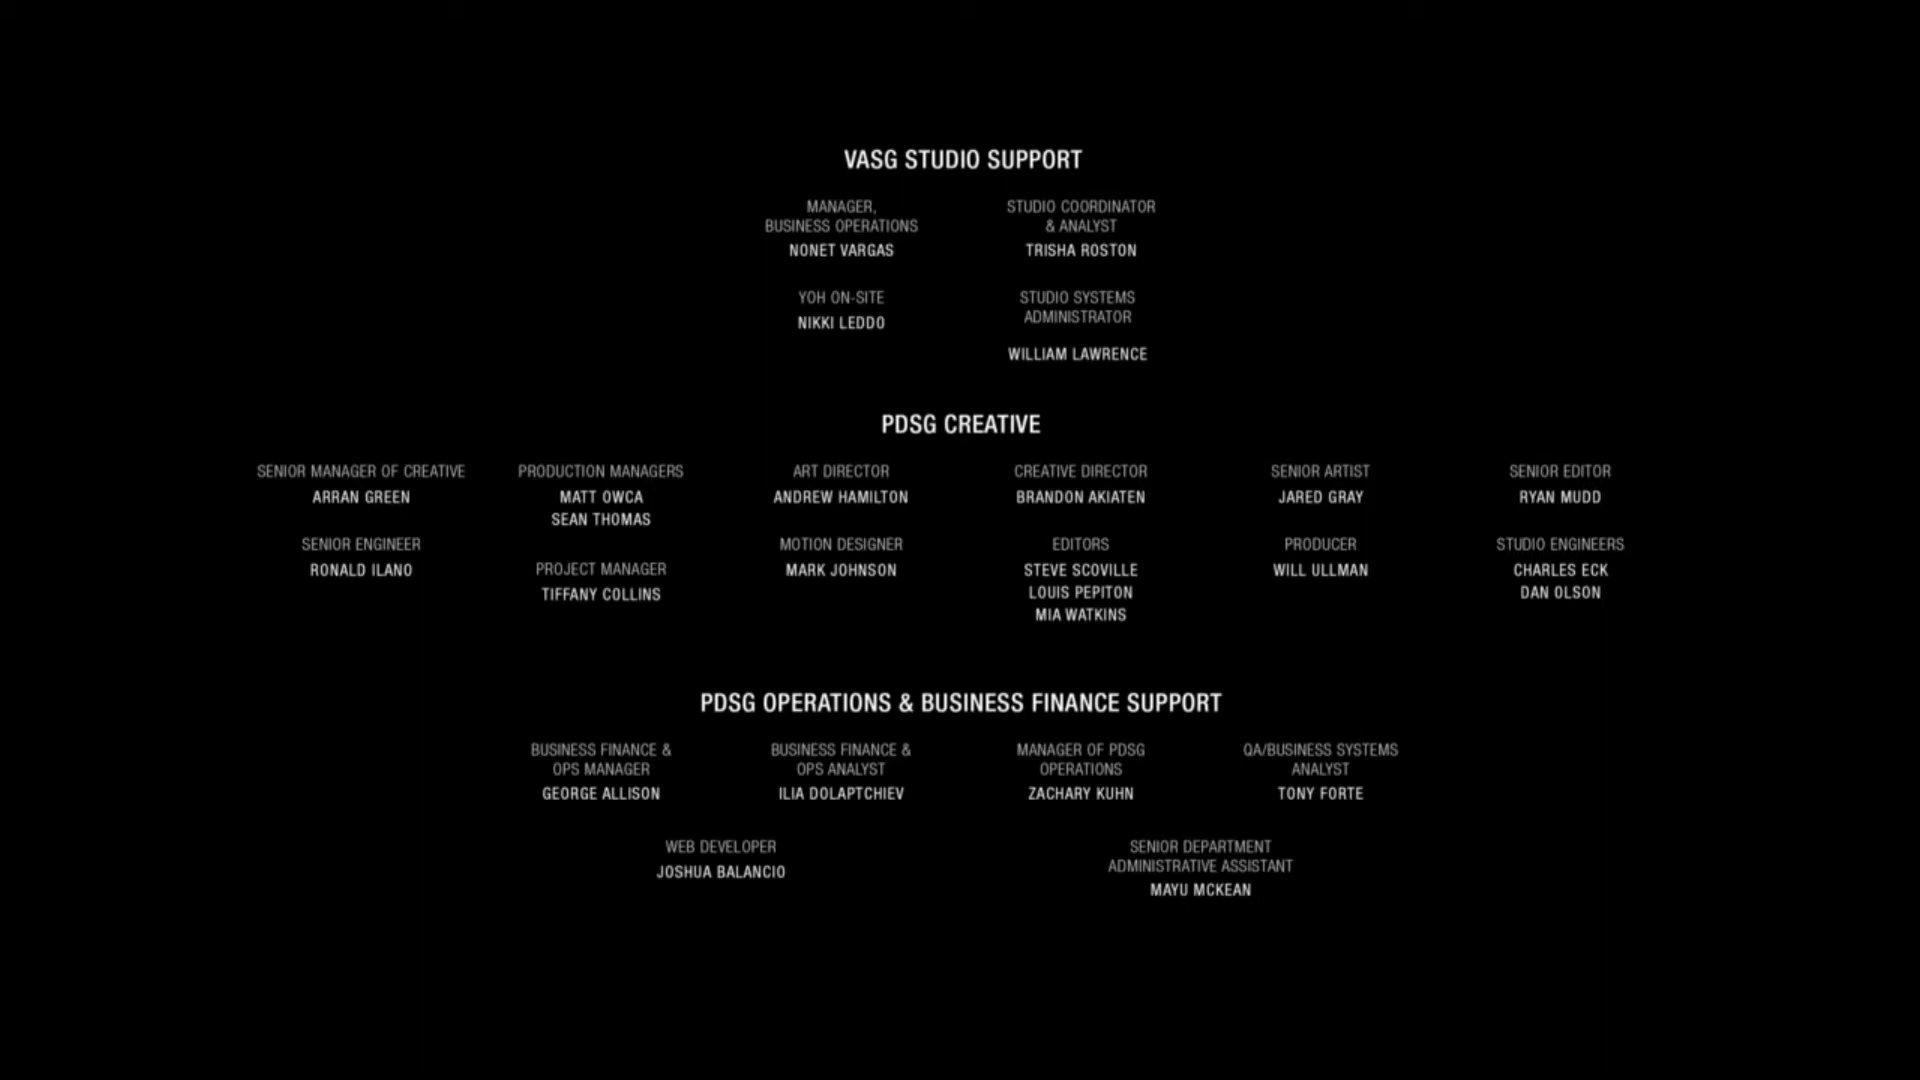 VASG STUDIO SUPPORT
MANAGER,
BUSINESS OPERATIONS
NONET VARGAS
STUDIO COORDINATOR
& ANALYST
TRISHA ROSTON
YOH ON-SITE
NIKKI LEDDO
STUDIO SYSTEMS
ADMINISTRATOR
WILLIAM LAWRENCE
PDSG CREATIVE
SENIOR MANAGER OF CREATIVE
ARRAN GREEN
PRODUCTION MANAGERS
MATT OWCA
SEAN THOMAS
ART DIRECTOR
ANDREW HAMILTON
CREATIVE DIRECTOR
BRANDON AKIATEN
SENIOR ARTIST
JARED GRAY
SENIOR EDITOR
RYAN MUDD
SENIOR ENGINEER
RONALD ILANO
PROJECT MANAGER
TIFFANY COLLINS
MOTION DESIGNER
MARK JOHNSON
EDITORS
STEVE SCOVILLE
LOUIS PEPITON
MIA WATKINS
PRODUCER
WILL ULLMAN
STUDIO ENGINEERS
CHARLES ECK
DAN OLSON
PDSG OPERATIONS & BUSINESS FINANCE SUPPORT
BUSINESS FINANCE &
OPS MANAGER
GEORGE ALLISON
BUSINESS FINANCE &
OPS ANALYST
ILIA DOLAPTCHIEV
MANAGER OF PDSG
OPERATIONS
ZACHARY KUHN
QA/BUSINESS SYSTEMS
ANALYST
TONY FORTE
WEB DEVELOPER
JOSHUA BALANCIO
SENIOR DEPARTMENT
ADMINISTRATIVE ASSISTANT
MAYU MCKEAN